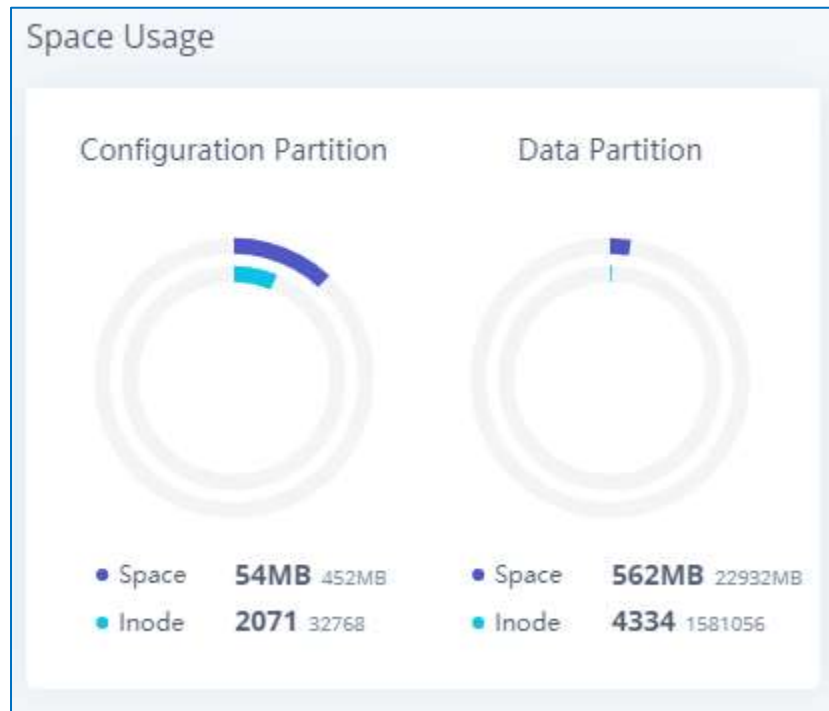 Space Usage
Configuration Partition
Data Partition
Space 54MB 452MB
Inode 2071 32768
Space 562MB 22932MB
Inode 4334 1581056